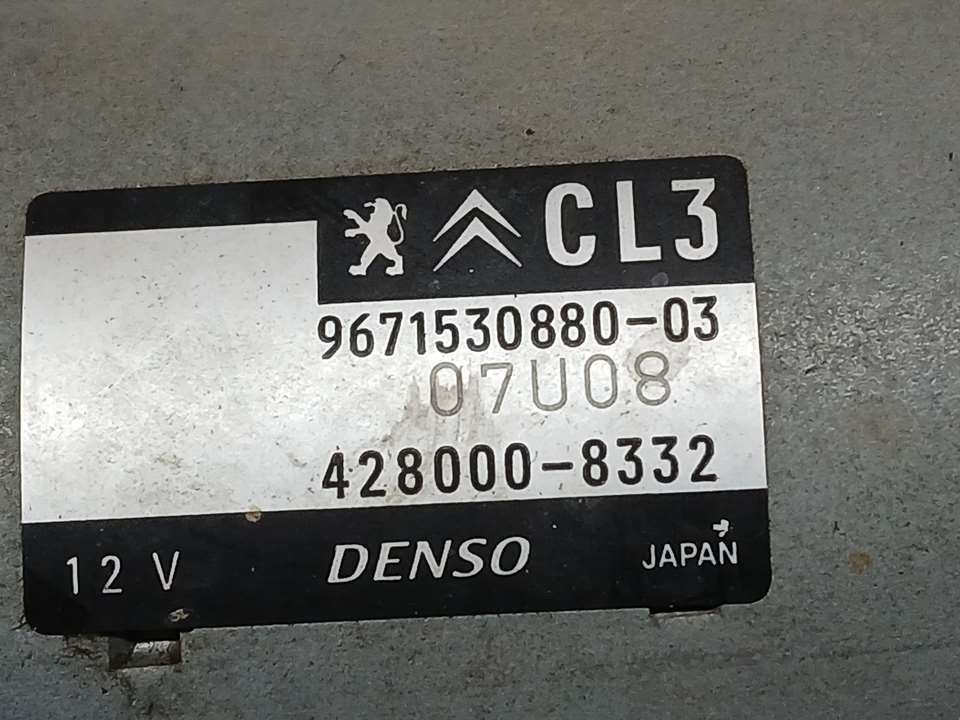 CL3
9671530880-03
07U08
428000-8332
12 V DENSO JAPAN